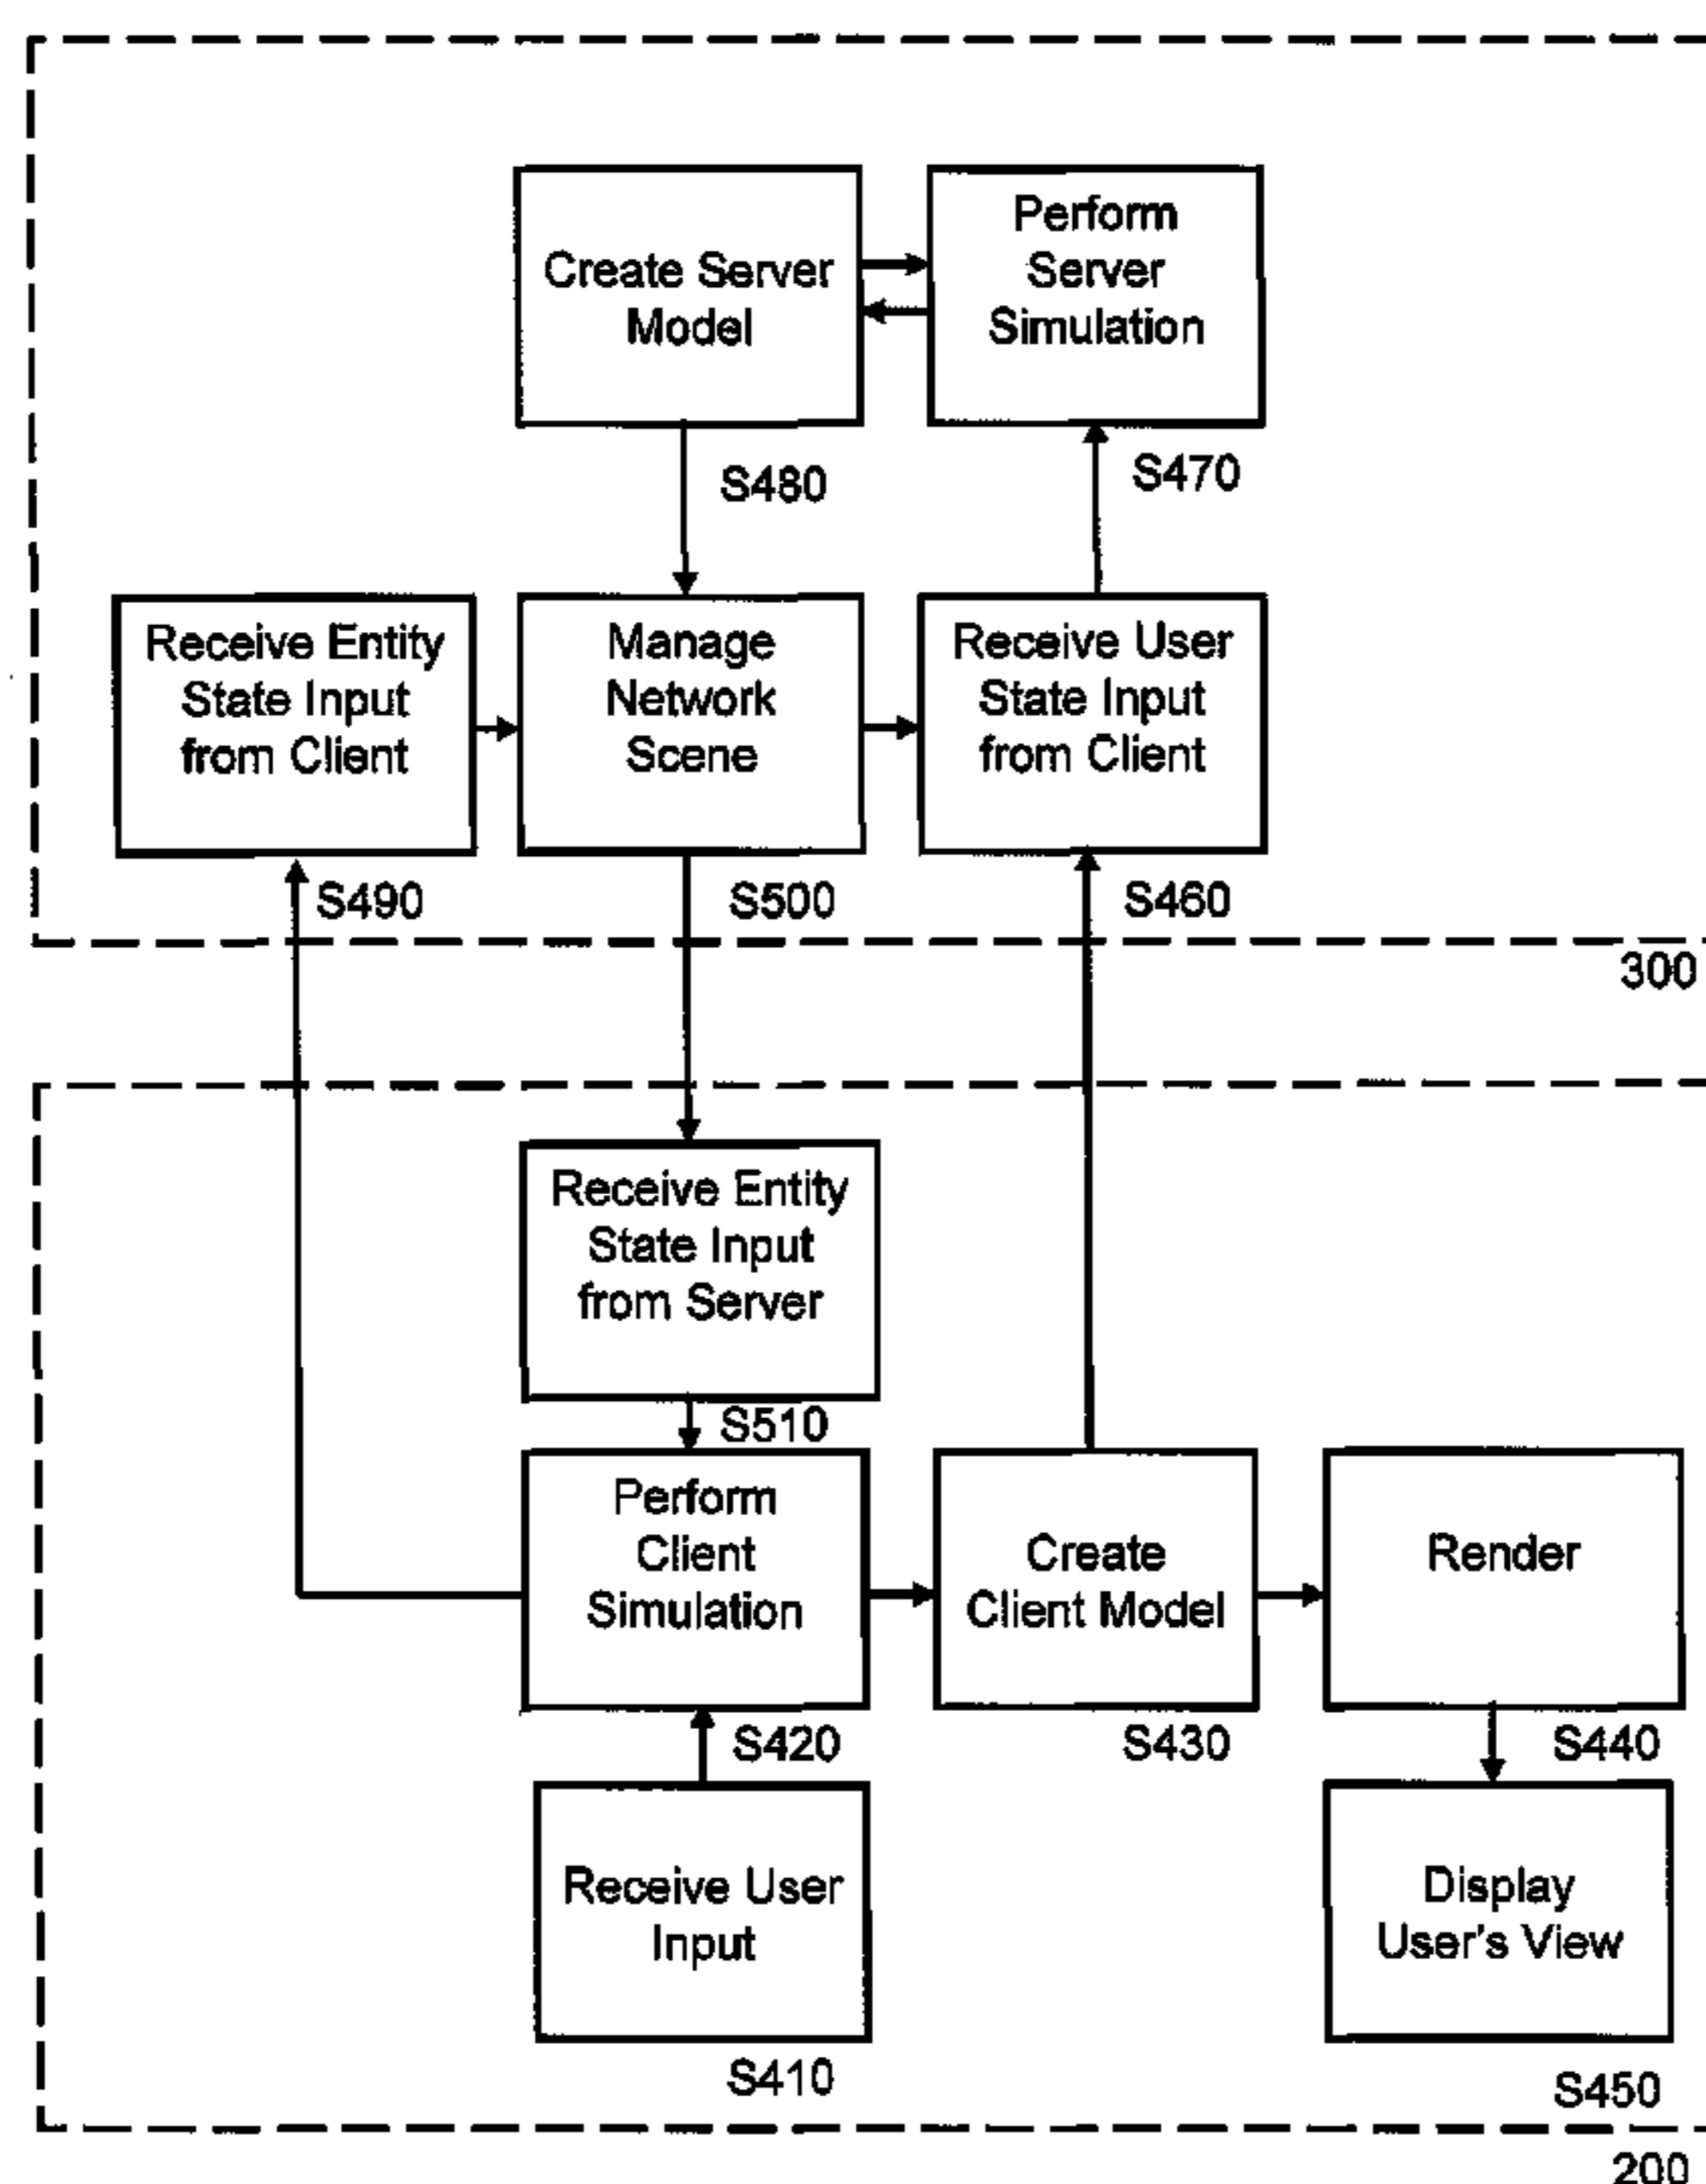 Create Server
Model
S480
Perform
Server
Simulation
S470
Receive Entity
State Input
from Client
S490
Manage
Network
Scene
S500
Receive User
State Input
from Client
S460
300
Receive Entity
State Input
from Server
S510
Perform
Client
Simulation
S420
Create
Client Model
S430
Render
S440
Receive User
Input
S410
Display
User's View
S450
200